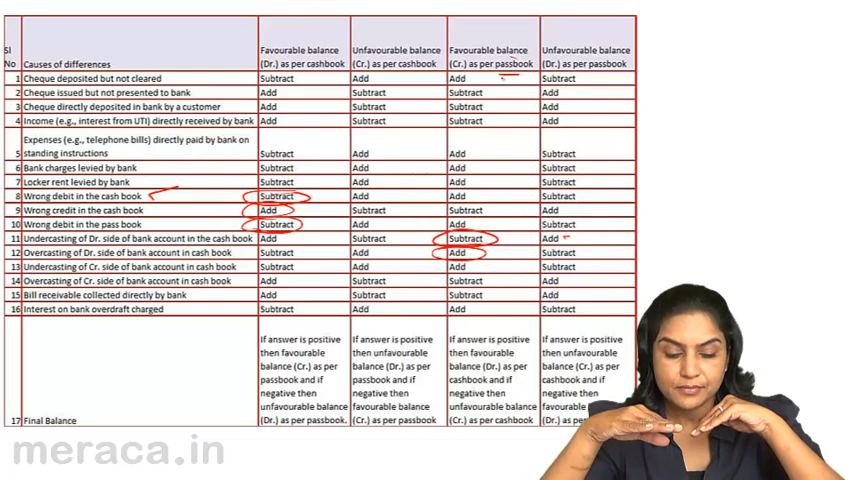 Sl No | Causes of differences | Favourable balance (Dr.) as per cashbook | Unfavourable balance (Cr.) as per cashbook | Favourable balance (Cr.) as per passbook | Unfavourable balance (Dr.) as per passbook
1 Cheque deposited but not cleared Subtract Add Add Subtract
2 Cheque issued but not presented to bank Add Subtract Subtract Add
3 Cheque directly deposited in bank by a customer Add Subtract Subtract Add
4 Income (e.g., interest from UTI) directly received by bank Add Subtract Subtract Add
5 Expenses (e.g., telephone bills) directly paid by bank on standing instructions Subtract Add Add Subtract
6 Bank charges levied by bank Subtract Add Add Subtract
7 Locker rent levied by bank Subtract Add Add Subtract
8 Wrong debit in the cash book Subtract Add Add Subtract
9 Wrong credit in the cash book Add Subtract Subtract Add
10 Wrong debit in the pass book Subtract Add Add Subtract
11 Undercasting of Dr. side of bank account in the cash book Add Subtract Subtract Add
12 Overcasting of Dr. side of bank account in cash book Subtract Add Add Subtract
13 Undercasting of Cr. side of bank account in cash book Subtract Add Add Subtract
14 Overcasting of Cr. side of bank account in cash book Add Subtract Subtract Add
15 Bill receivable collected directly by bank Add Subtract Subtract Add
16 Interest on bank overdraft charged Subtract Add Add Subtract
17 Final Balance
If answer is positive then favourable balance (Cr.) as per passbook and if negative then unfavourable balance (Dr.) as per passbook.
If answer is positive then unfavourable balance (Dr.) as per passbook and if negative then favourable balance (Cr.) as per passbook
If answer is positive then favourable balance (Dr.) as per cashbook and if negative then unfavourable balance (Cr.) as per cashbook
If answer is positive then unfavourable balance as per and if negative then (Dr.) as per
meraca.in